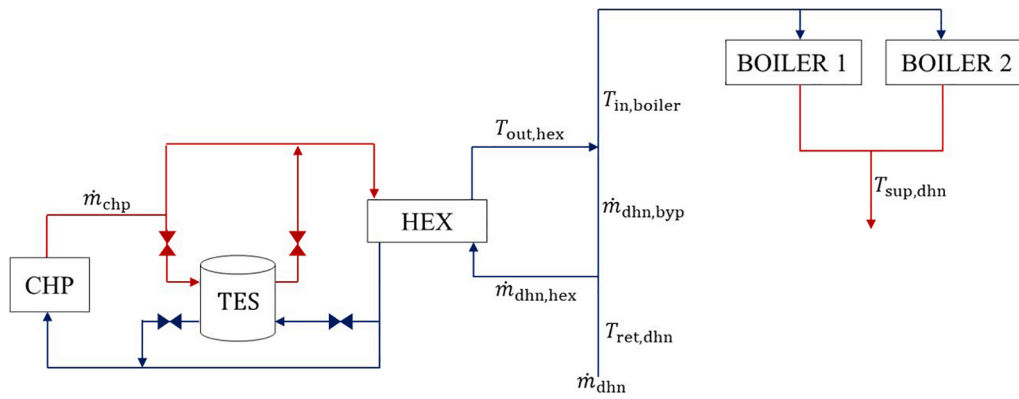 BOILER 1
BOILER 2
T_in,boiler
T_out,hex
ṁ_chp
T_sup,dhn
ṁ_dhn,byp
HEX
CHP
TES
ṁ_dhn,hex
T_ret,dhn
ṁ_dhn